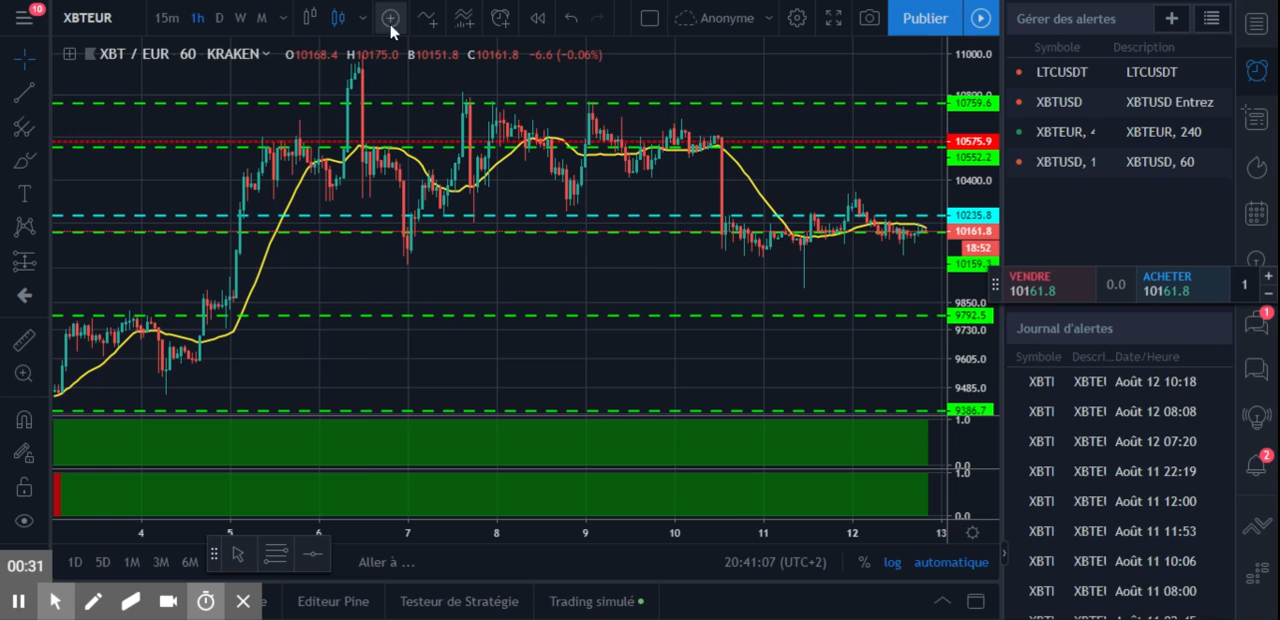 10
XBTEUR
15m 1h D W M
Anonyme
Publier
XBT / EUR 60 KRAKEN O10168.4 H10175.0 B10151.8 C10161.8 -6.6 (-0.06%)
11000.0
10759.6
10575.9
10552.2
10400.0
10235.8
10161.8
18:52
9850.0
9792.5
9730.0
9605.0
9485.0
9386.7
1.0
0.0
1.0
0.0
4 5 6 7 8 9 10 11 12 13
1D 5D 1M 3M 6M
Aller à ...
20:41:07 (UTC+2)
% log automatique
00:31
Editeur Pine
Testeur de Stratégie
Trading simulé
Gérer des alertes
Symbole Description
LTCUSDT LTCUSDT
XBTUSD XBTUSD Entrez
XBTEUR, XBTEUR, 240
XBTUSD, 1 XBTUSD, 60
VENDRE
10161.8
0.0
ACHETER
10161.8
1
+
−
Journal d'alertes
Symbole Descri... Date/Heure
XBTI XBTEI Août 12 10:18
XBTI XBTEI Août 12 08:08
XBTI XBTEI Août 12 07:20
XBTI XBTEI Août 11 22:19
XBTI XBTEI Août 11 12:00
XBTI XBTEI Août 11 11:53
XBTI XBTEI Août 11 10:06
XBTI XBTEI Août 11 08:00
1
2